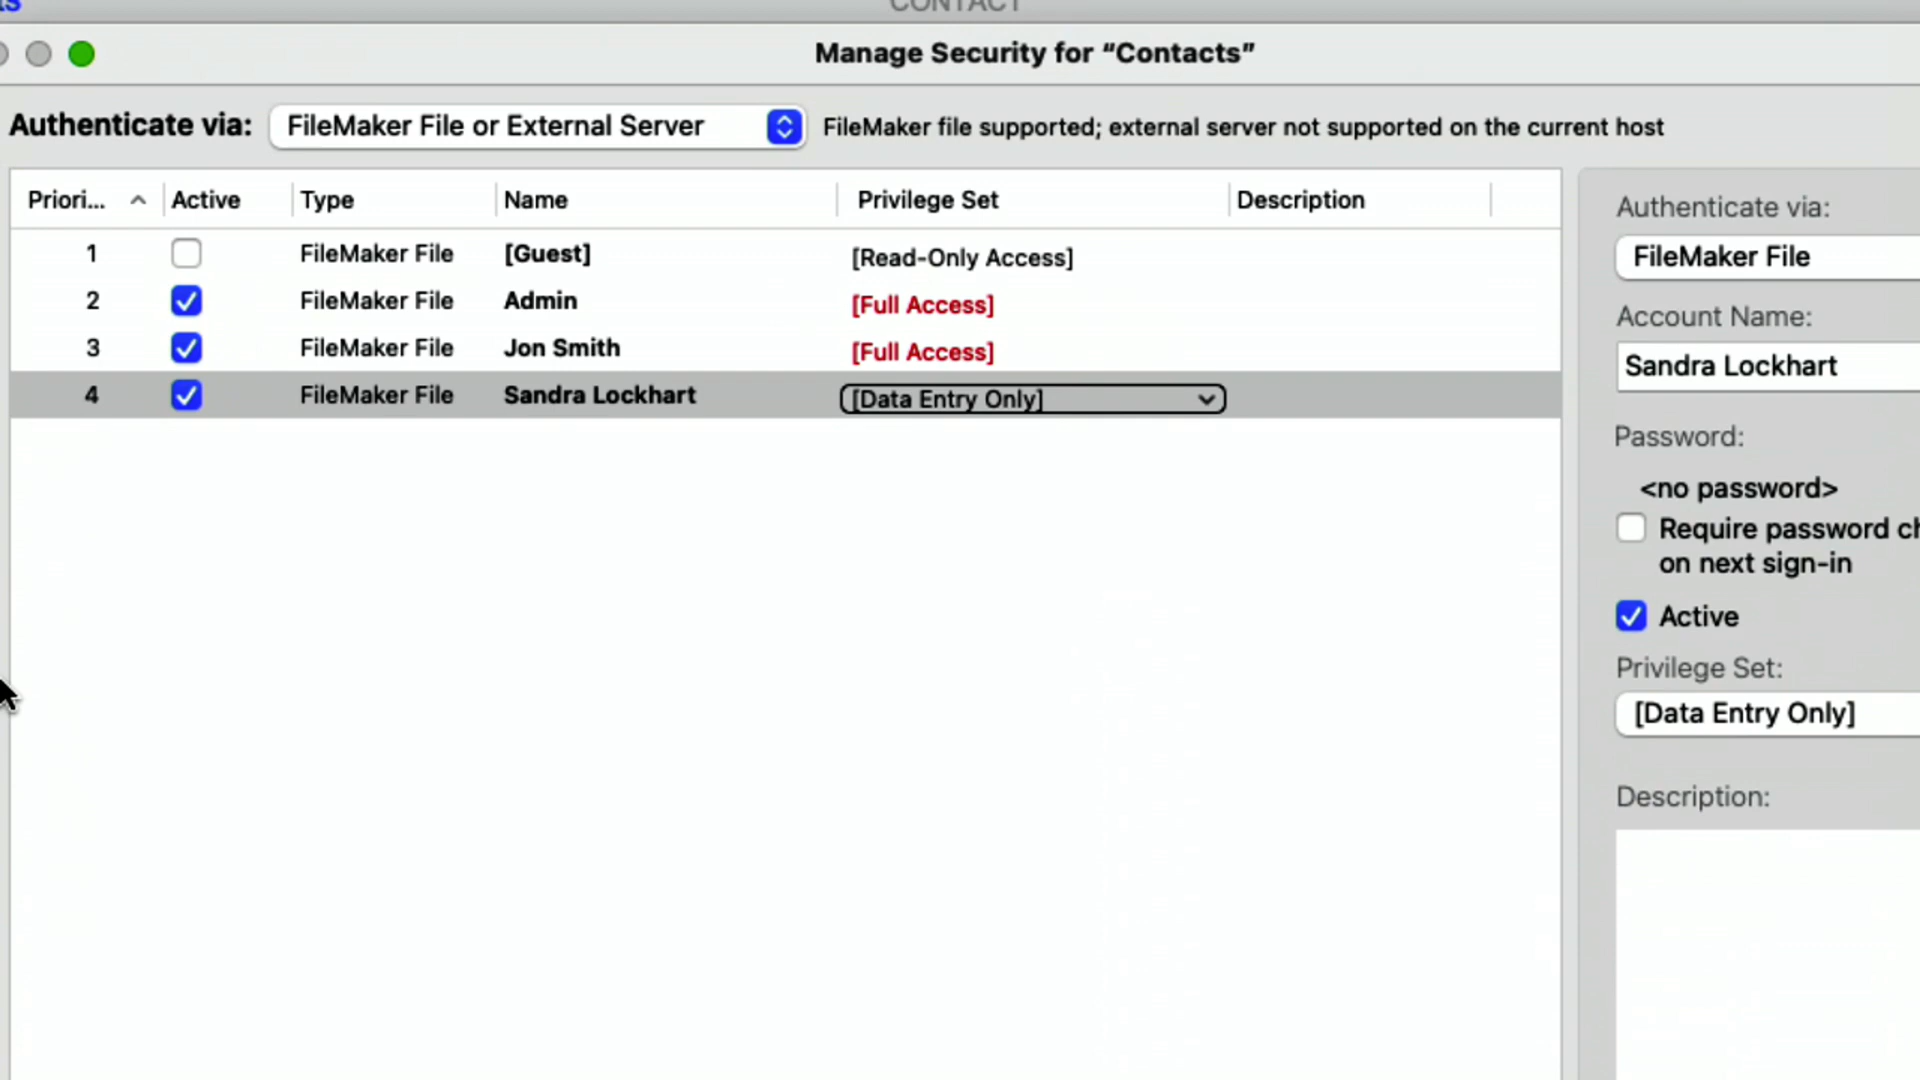 CONTACT
Manage Security for “Contacts”
Authenticate via: FileMaker File or External Server FileMaker file supported; external server not supported on the current host
Priori... Active Type Name Privilege Set Description
1 FileMaker File [Guest] [Read-Only Access]
2 FileMaker File Admin [Full Access]
3 FileMaker File Jon Smith [Full Access]
4 FileMaker File Sandra Lockhart [Data Entry Only]
Authenticate via:
FileMaker File
Account Name:
Sandra Lockhart
Password:
<no password>
Require password ch
on next sign-in
Active
Privilege Set:
[Data Entry Only]
Description: